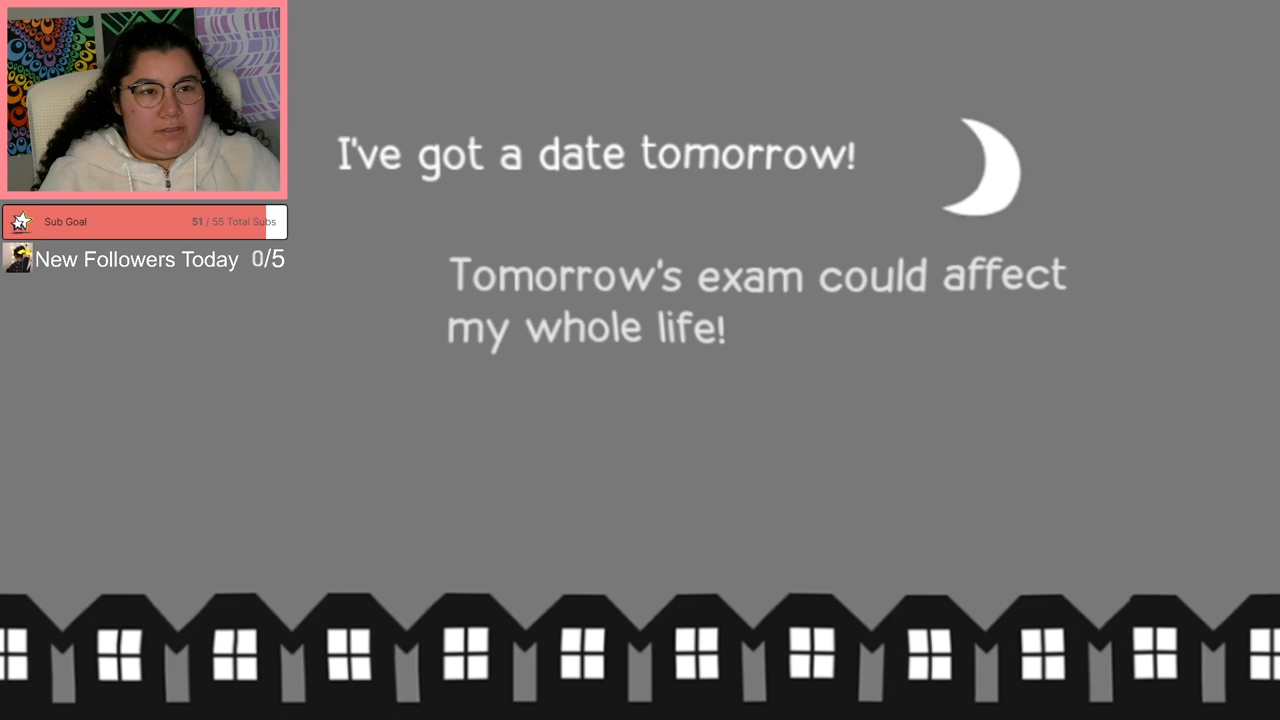 I've got a date tomorrow!
Tomorrow's exam could affect
my whole life!
Sub Goal 51 / 55 Total Subs
New Followers Today 0/5